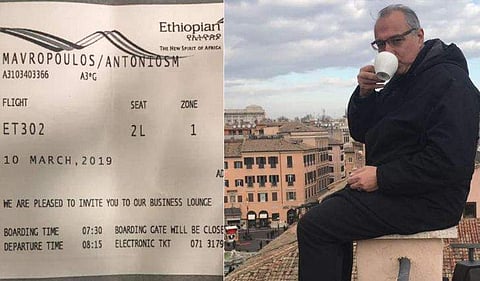 Ethiopian
የኢትዮጵያ
THE NEW SPIRIT OF AFRICA
MAVROPOULOS/ANTONIOSM
A3103403366 A3*G
FLIGHT SEAT ZONE
ET302 2L 1
10 MARCH,2019
AD
WE ARE PLEASED TO INVITE YOU TO OUR BUSINESS LOUNGE
BOARDING TIME 07:30 BOARDING GATE WILL BE CLOSE
DEPARTURE TIME 08:15 ELECTRONIC TKT 071 3179